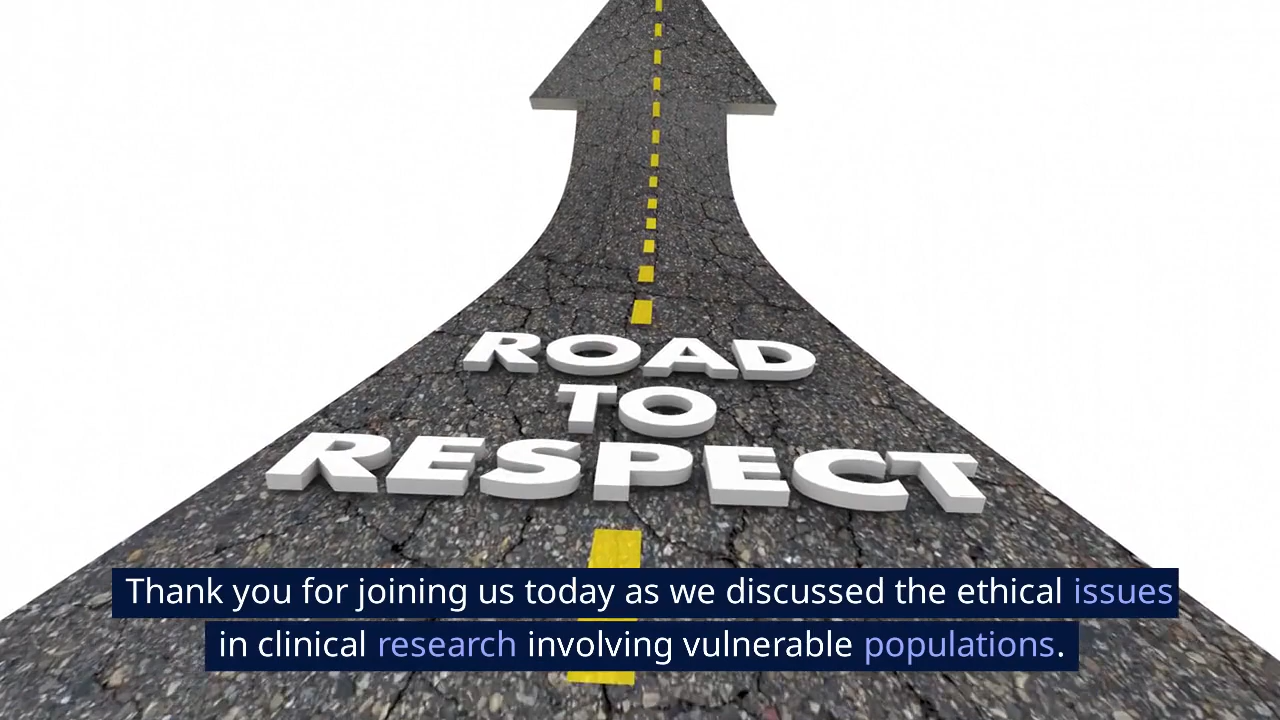 ROAD
TO
RESPECT
Thank you for joining us today as we discussed the ethical issues
in clinical research involving vulnerable populations.